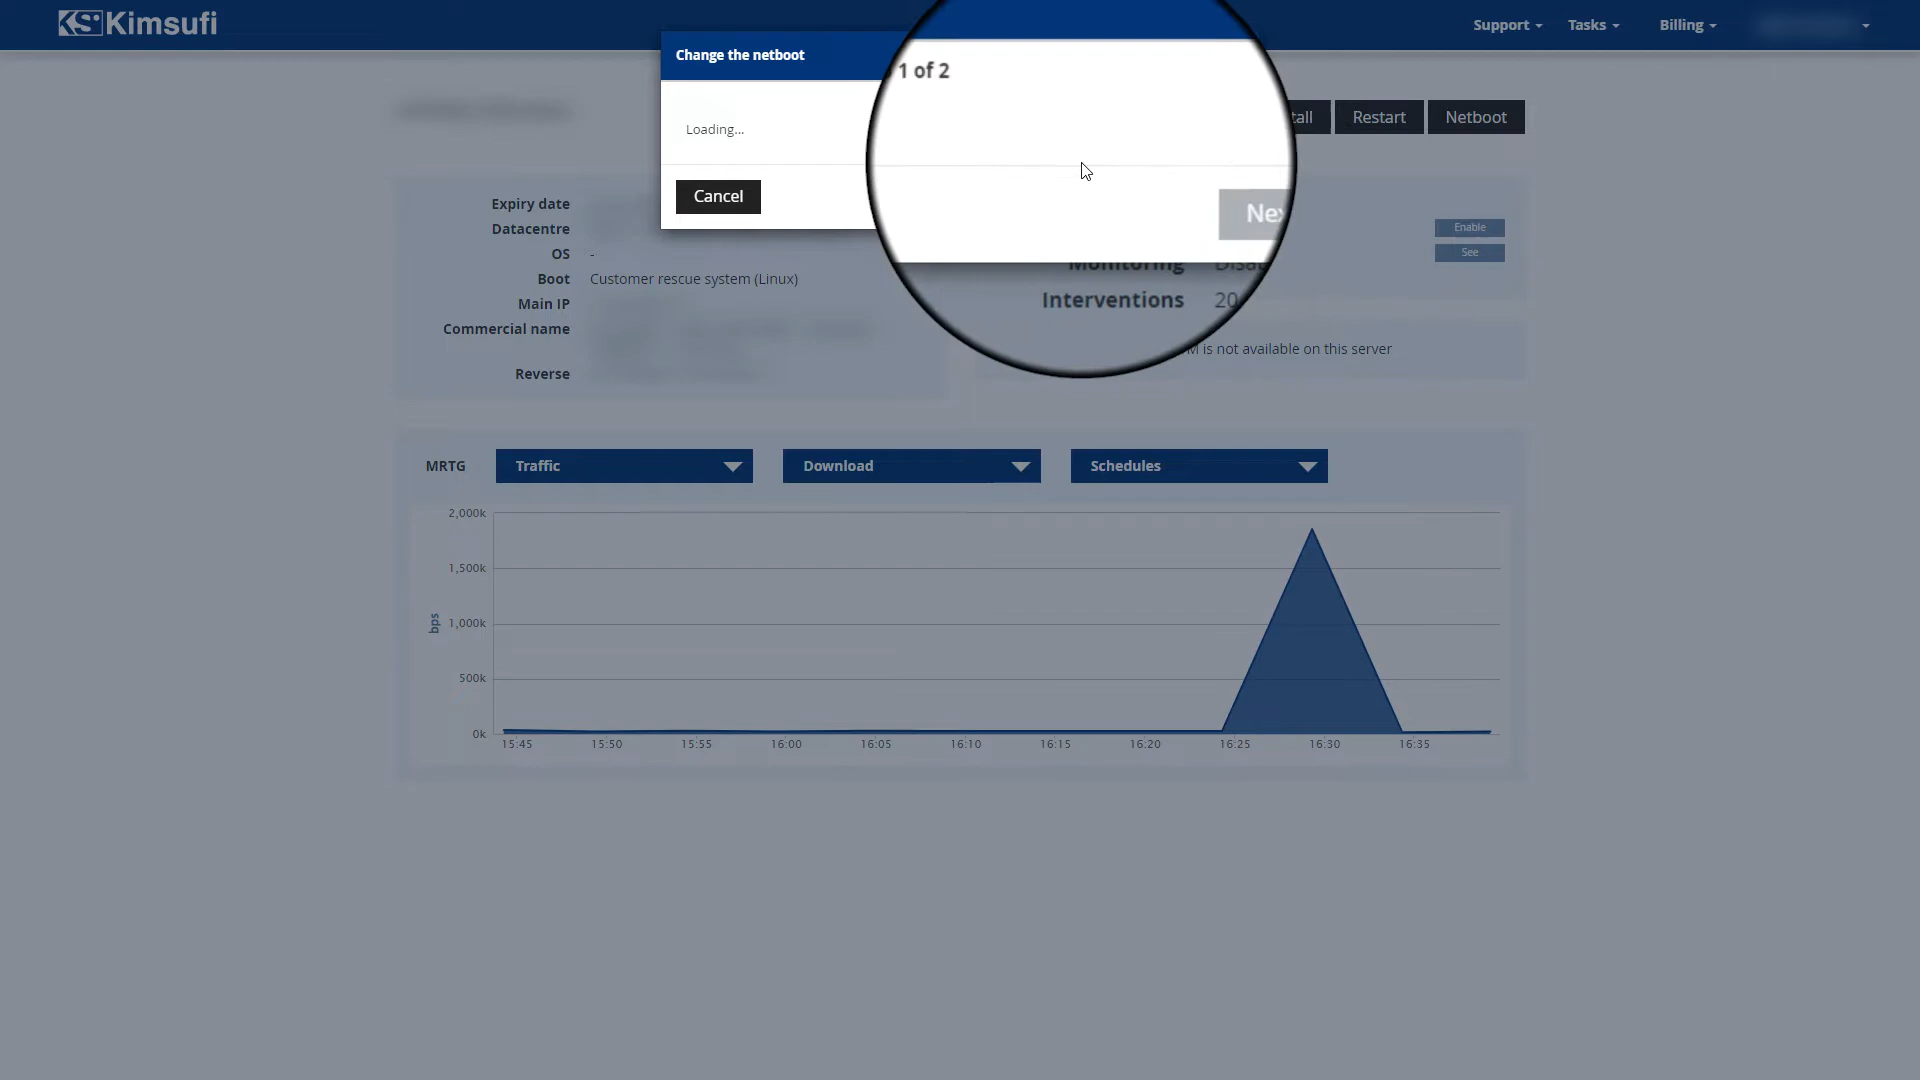 KS Kimsufi
Support
Tasks
Billing
Change the netboot
1 of 2
Loading...
Cancel
Restart
Netboot
Expiry date
Datacentre
OS -
Boot Customer rescue system (Linux)
Main IP
Commercial name
Reverse
Enable
See
Monitoring
Interventions
is not available on this server
MRTG Traffic Download Schedules
2,000k
1,500k
1,000k
500k
0k
bps
15:45 15:50 15:55 16:00 16:05 16:10 16:15 16:20 16:25 16:30 16:35